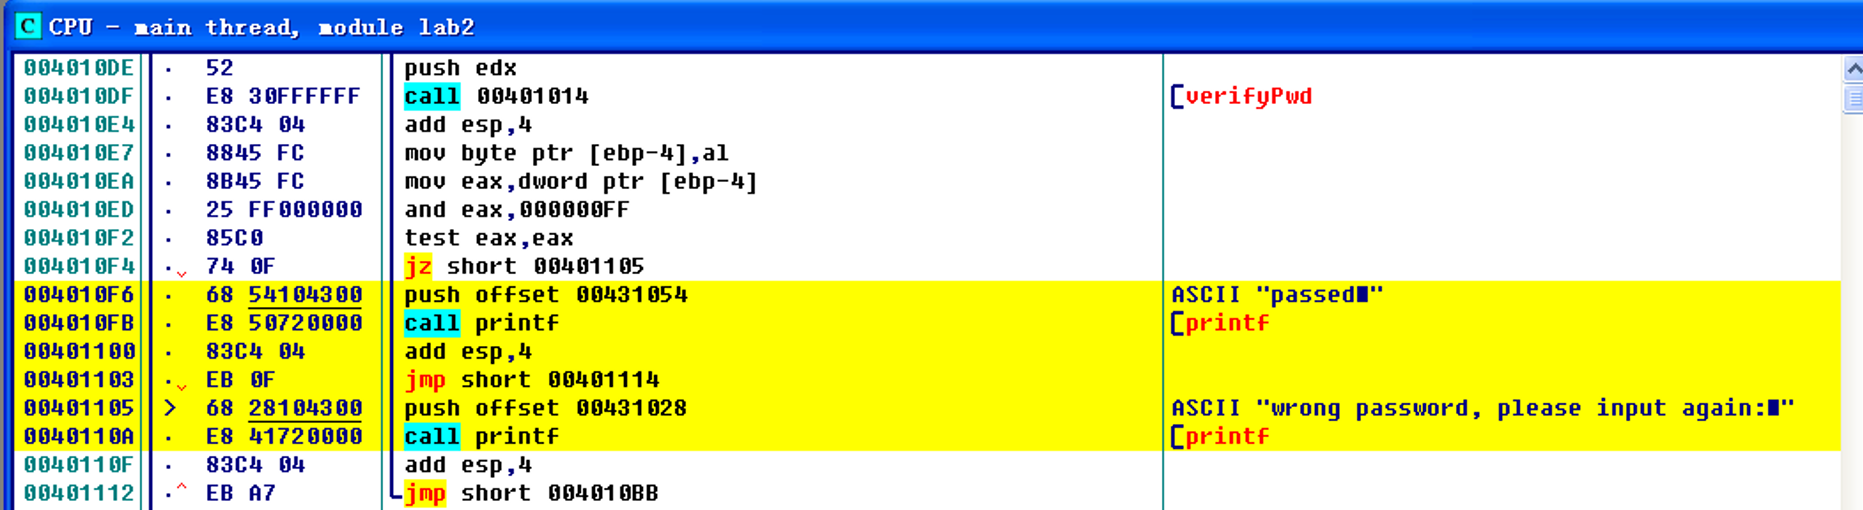 C CPU - main thread, module lab2
004010DE · 52 push edx
004010DF · E8 30FFFFFF call 00401014 [verifyPwd
004010E4 · 83C4 04 add esp,4
004010E7 · 8845 FC mov byte ptr [ebp-4],al
004010EA · 8B45 FC mov eax,dword ptr [ebp-4]
004010ED · 25 FF000000 and eax,000000FF
004010F2 · 85C0 test eax,eax
004010F4 ·⌄ 74 0F jz short 00401105
004010F6 · 68 54104300 push offset 00431054 ASCII "passed■"
004010FB · E8 50720000 call printf [printf
00401100 · 83C4 04 add esp,4
00401103 ·⌄ EB 0F jmp short 00401114
00401105 > 68 28104300 push offset 00431028 ASCII "wrong password, please input again:■"
0040110A · E8 41720000 call printf [printf
0040110F · 83C4 04 add esp,4
00401112 ·^ EB A7 jmp short 004010BB